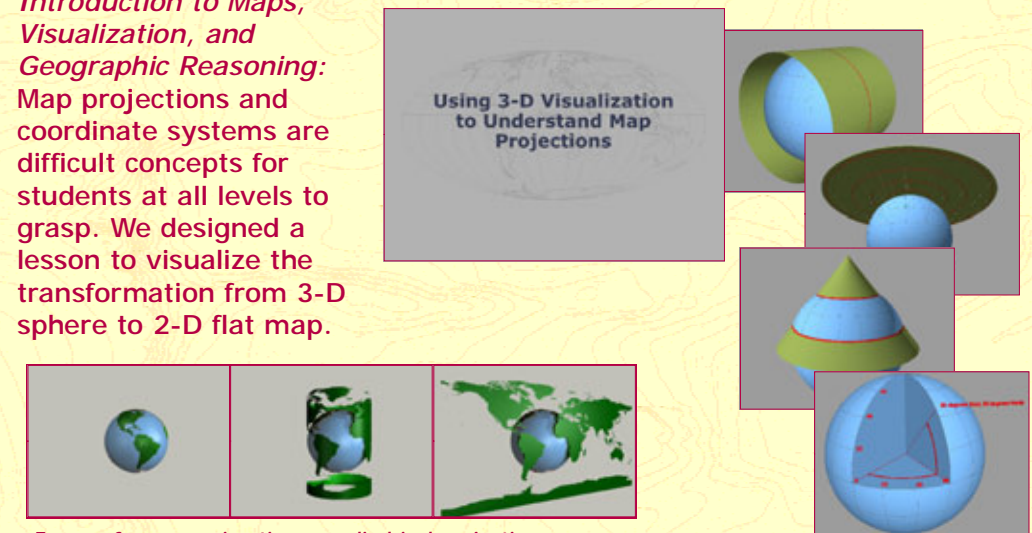 Introduction to Maps,
Visualization, and
Geographic Reasoning:
Map projections and
coordinate systems are
difficult concepts for
students at all levels to
grasp. We designed a
lesson to visualize the
transformation from 3-D
sphere to 2-D flat map.
Using 3-D Visualization
to Understand Map
Projections